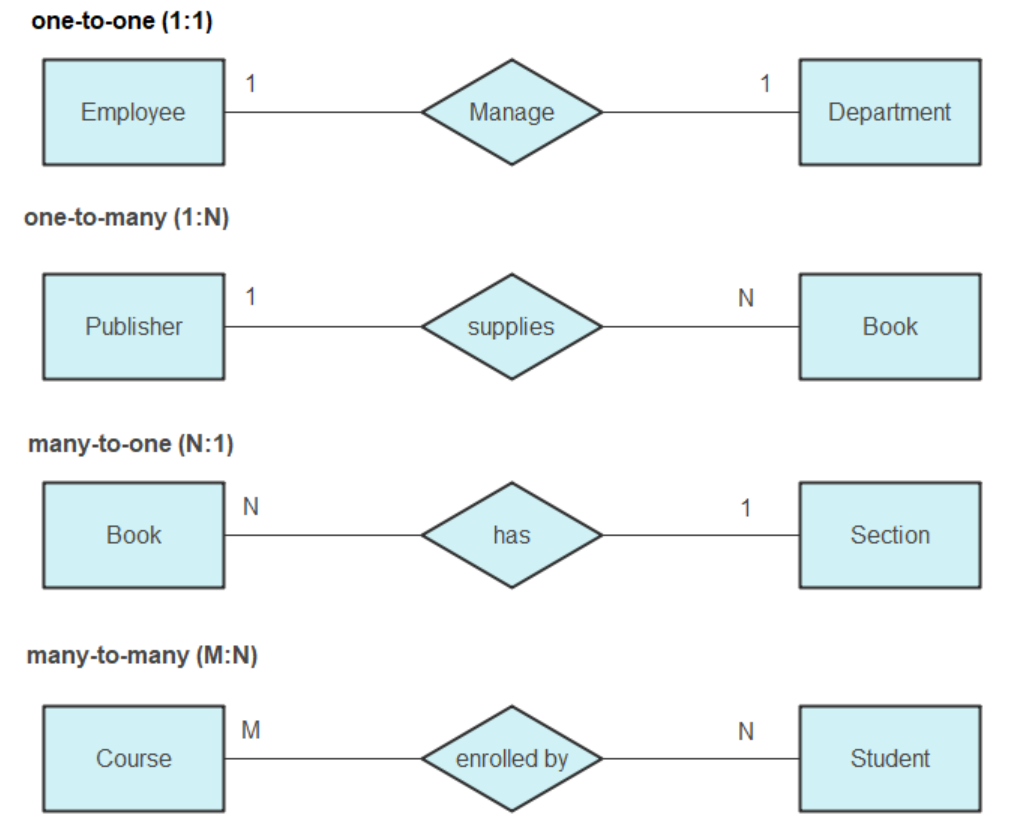 one-to-one (1:1)
1 1
Employee Manage Department
one-to-many (1:N)
1 N
Publisher supplies Book
many-to-one (N:1)
N 1
Book has Section
many-to-many (M:N)
M N
Course enrolled by Student